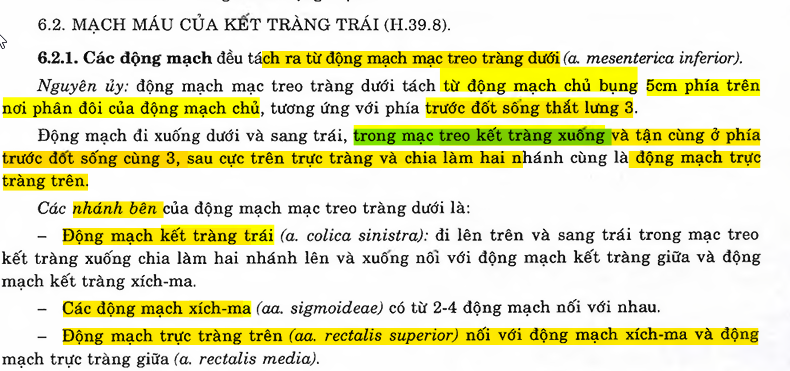 6.2. MẠCH MÁU CỦA KẾT TRÀNG TRÁI (H.39.8).
6.2.1. Các động mạch đều tách ra từ động mạch mạc treo tràng dưới (a. mesenterica inferior).
Nguyên ủy: động mạch mạc treo tràng dưới tách từ động mạch chủ bụng 5cm phía trên
nơi phân đôi của động mạch chủ, tương ứng với phía trước đốt sống thắt lưng 3.
Động mạch đi xuống dưới và sang trái, trong mạc treo kết tràng xuống và tận cùng ở phía
trước đốt sống cùng 3, sau cực trên trực tràng và chia làm hai nhánh cùng là động mạch trực
tràng trên.
Các nhánh bên của động mạch mạc treo tràng dưới là:
– Động mạch kết tràng trái (a. colica sinistra): đi lên trên và sang trái trong mạc treo
kết tràng xuống chia làm hai nhánh lên và xuống nối với động mạch kết tràng giữa và động
mạch kết tràng xích-ma.
– Các động mạch xích-ma (aa. sigmoideae) có từ 2-4 động mạch nối với nhau.
– Động mạch trực tràng trên (aa. rectalis superior) nối với động mạch xích-ma và động
mạch trực tràng giữa (a. rectalis media).